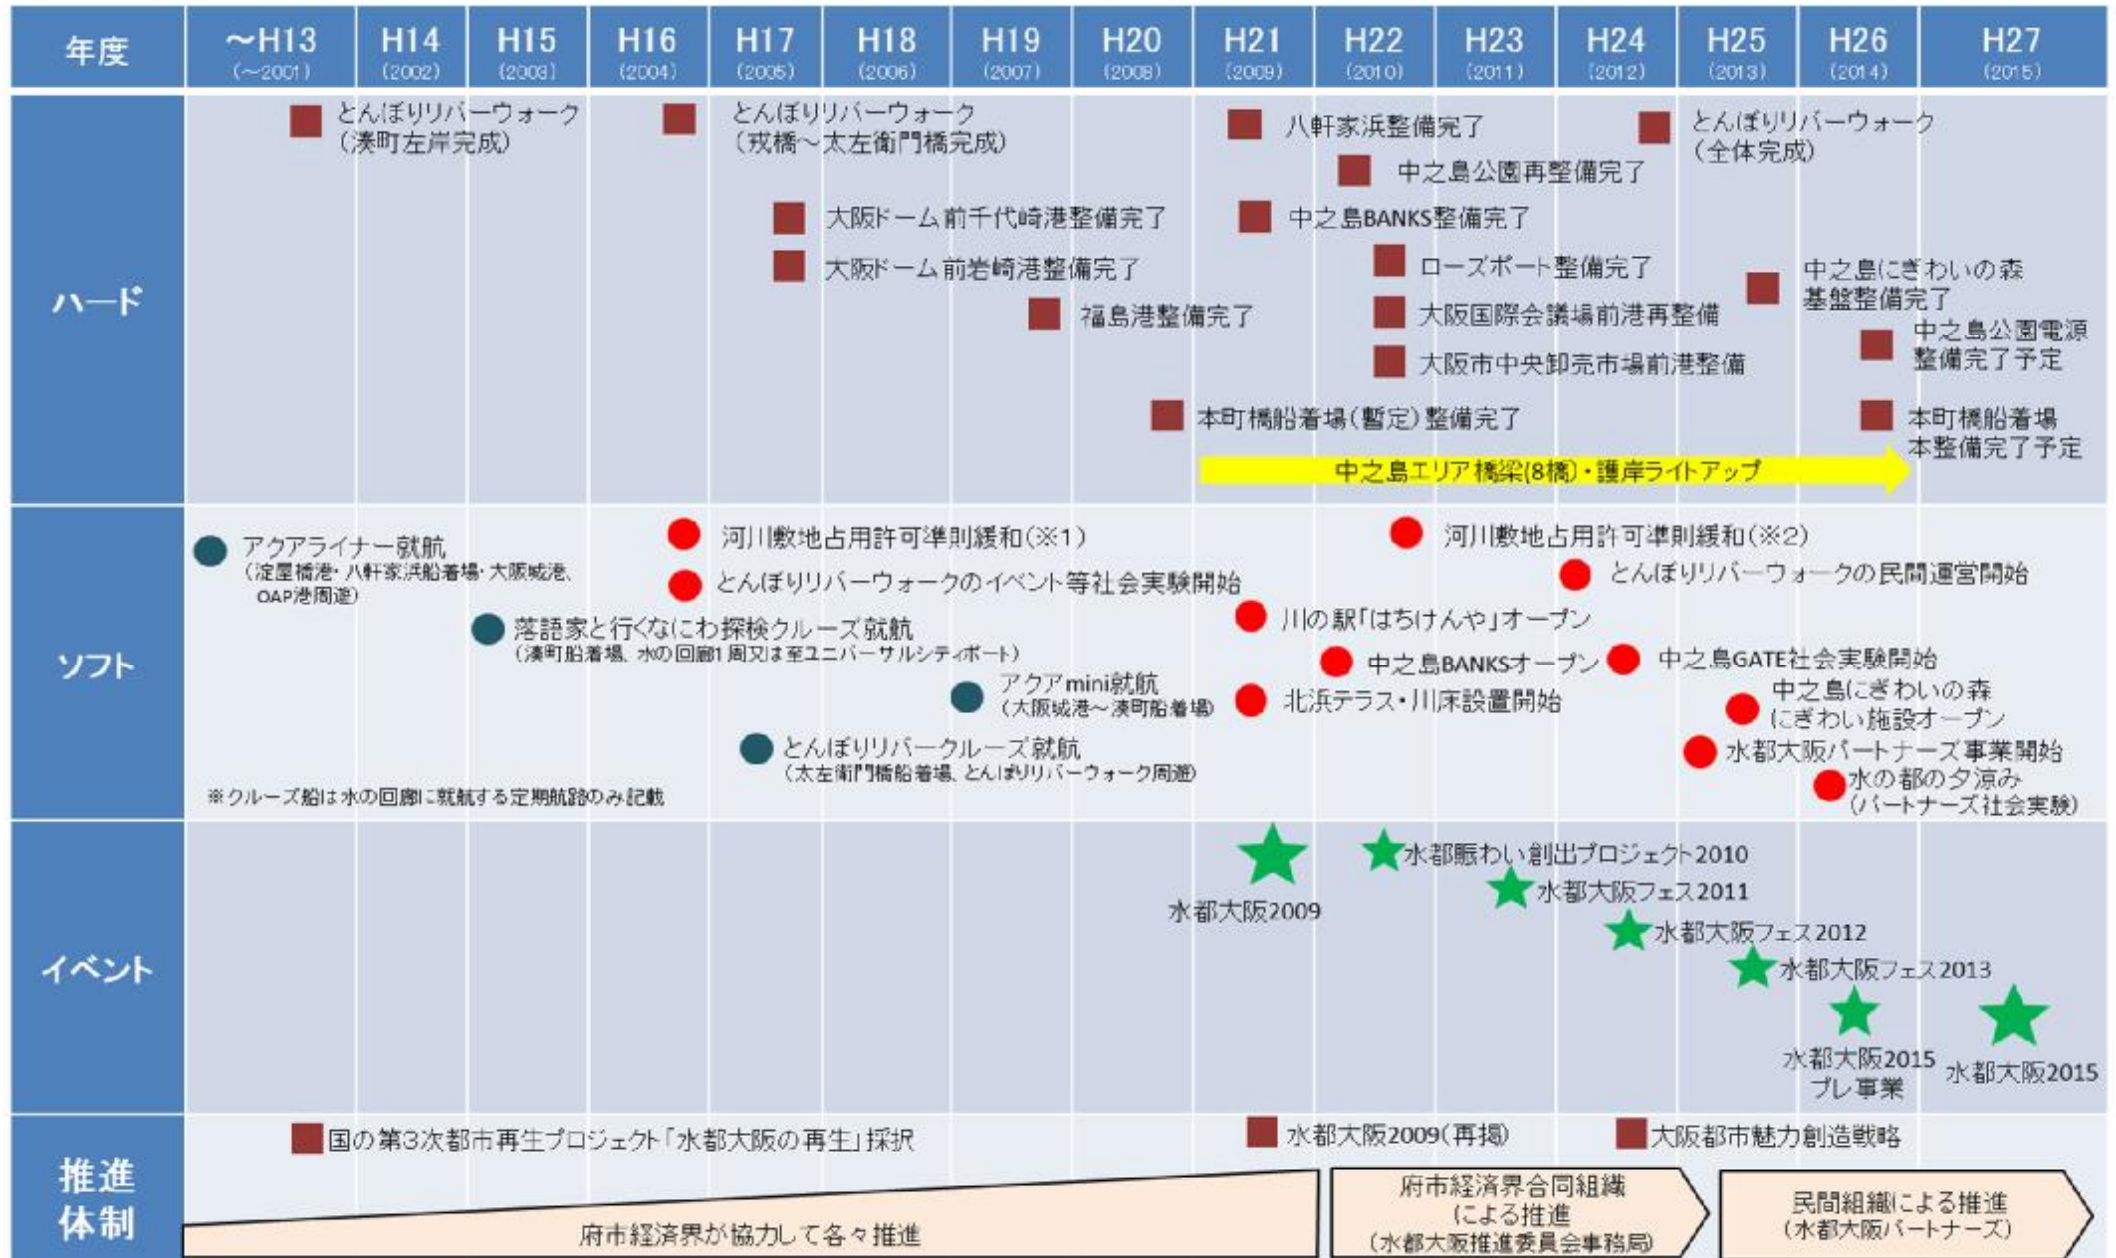 年度
～H13
H14
H15
H16
H17
H18
H19
H20
H21
H22
H23
H24
H25
H26
H27
(～2001)
(2002)
(2003)
(2004)
(2005)
(2006)
(2007)
(2008)
(2009)
(2010)
(2011)
(2012)
(2013)
(2014)
(2015)
ハード
とんぼりリバーウォーク
(湊町左岸完成)
とんぼりリバーウォーク
(戎橋～太左衛門橋完成)
八軒家浜整備完了
とんぼりリバーウォーク
(全体完成)
中之島公園再整備完了
大阪ドーム前千代崎港整備完了
中之島BANKS整備完了
大阪ドーム前岩崎港整備完了
ローズポート整備完了
中之島にぎわいの森
基盤整備完了
福島港整備完了
大阪国際会議場前港再整備
中之島公園電源
整備完了予定
大阪市中央卸売市場前港整備
本町橋船着場(暫定)整備完了
本町橋船着場
本整備完了予定
中之島エリア橋梁(8橋)・護岸ライトアップ
ソフト
アクアライナー就航
(淀屋橋港・八軒家浜船着場・大阪城港、
OAP港周遊)
河川敷地占用許可準則緩和(※1)
河川敷地占用許可準則緩和(※2)
とんぼりリバーウォークのイベント等社会実験開始
とんぼりリバーウォークの民間運営開始
落語家と行くなにわ探検クルーズ就航
(湊町船着場、水の回廊1周又は至ユニバーサルシティポート)
川の駅「はちけんや」オープン
中之島BANKSオープン
中之島GATE社会実験開始
アクアmini就航
(大阪城港～湊町船着場)
北浜テラス・川床設置開始
中之島にぎわいの森
にぎわい施設オープン
とんぼりリバークルーズ就航
(太左衛門橋船着場、とんぼりリバーウォーク周遊)
水都大阪パートナーズ事業開始
水の都の夕涼み
(パートナーズ社会実験)
※クルーズ船は水の回廊に就航する定期航路のみ記載
イベント
水都大阪2009
水都賑わい創出プロジェクト2010
水都大阪フェス2011
水都大阪フェス2012
水都大阪フェス2013
水都大阪2015
プレ事業
水都大阪2015
推進
体制
国の第3次都市再生プロジェクト「水都大阪の再生」採択
水都大阪2009(再掲)
大阪都市魅力創造戦略
府市経済界が協力して各々推進
府市経済界合同組織
による推進
(水都大阪推進委員会事務局)
民間組織による推進
(水都大阪パートナーズ)